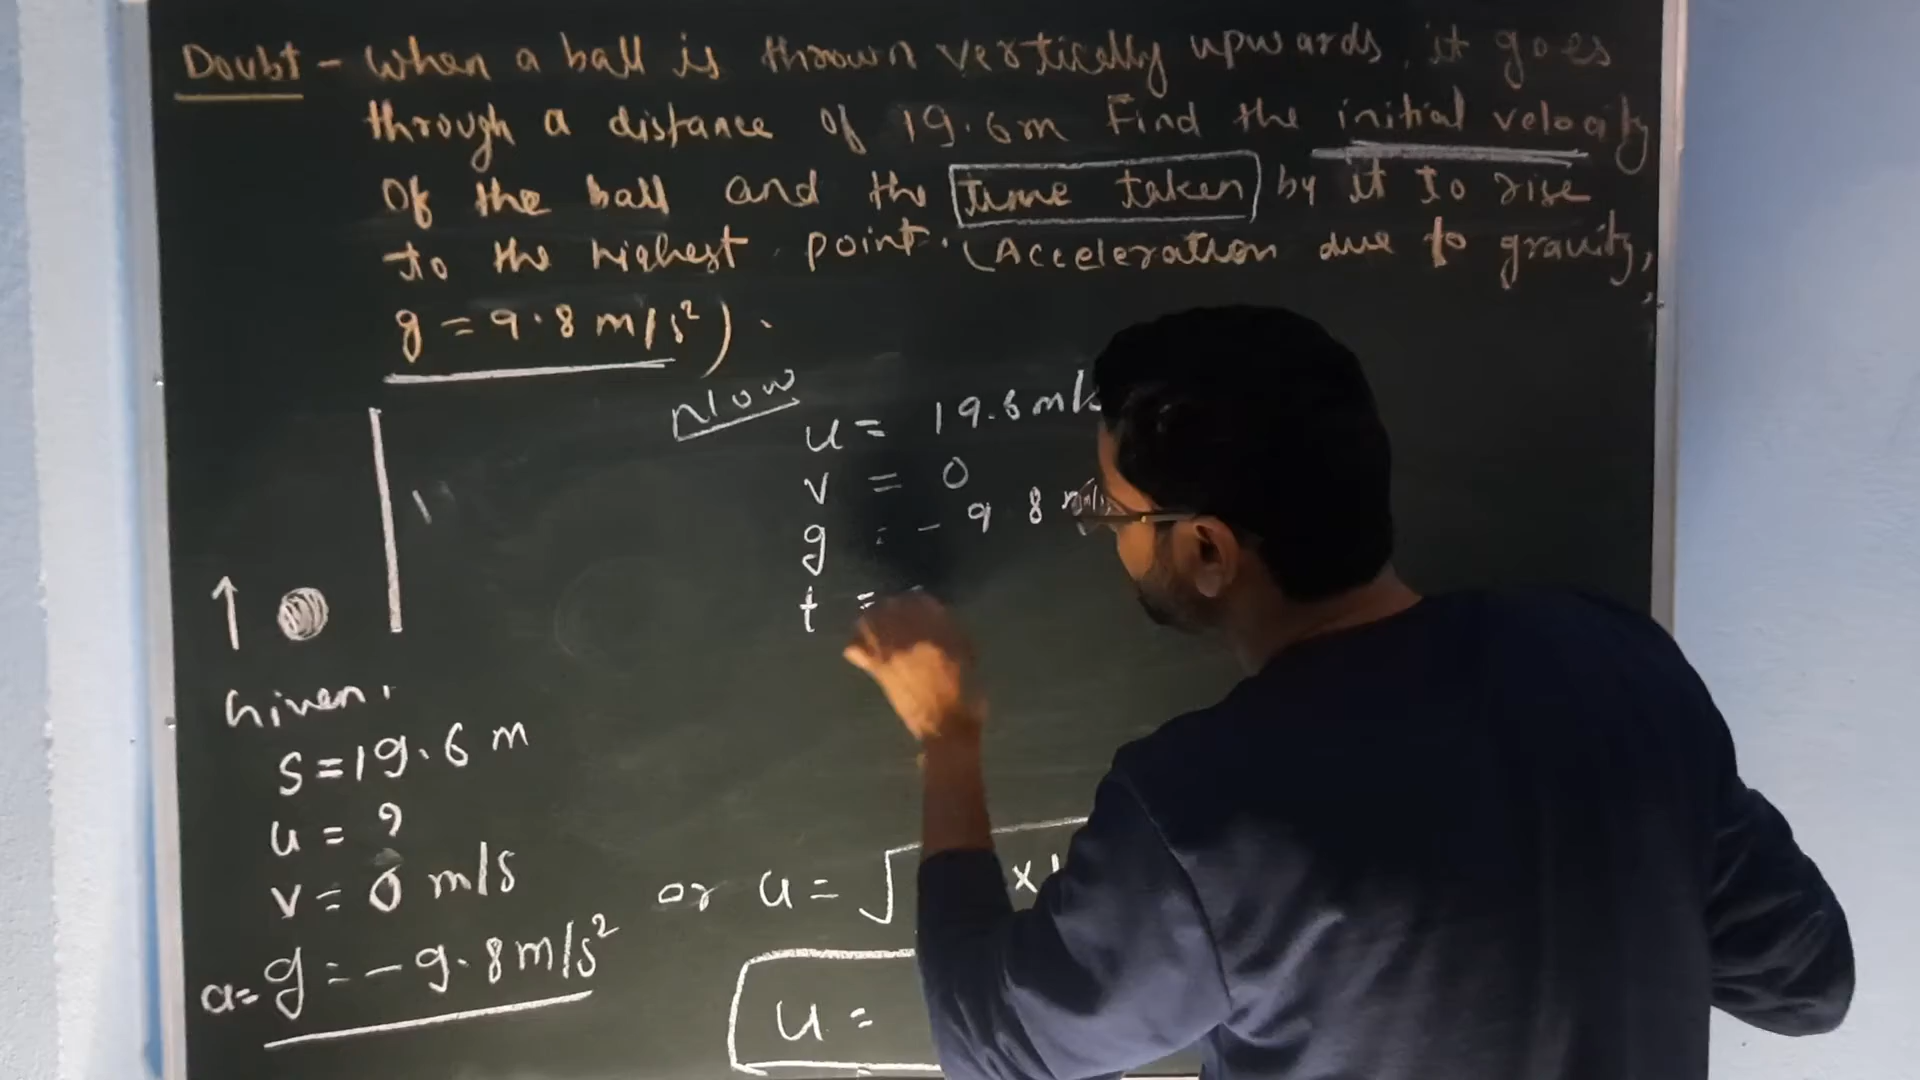 Doubt - When a ball is thrown vertically upwards, it goes
through a distance of 19.6m Find the initial velocity
Of the ball and the time taken by it to rise
to the highest point. (Acceleration due to gravity,
g = 9.8 m/s²).
Now
u = 19.6 m/s
v = 0
g = - 9 8 m/s
t =
Given,
S = 19.6 m
u = ?
v = 0 m/s
a = g = -9.8 m/s²
or u = √ ×
u =